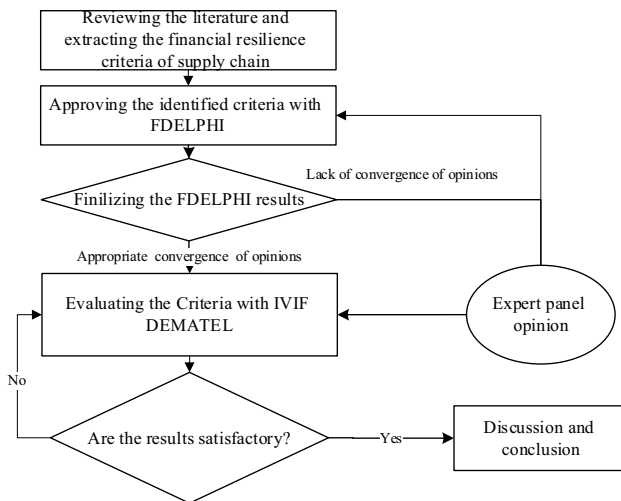 Reviewing the literature and
extracting the financial resilience
criteria of supply chain
Approving the identified criteria with
FDELPHI
Lack of convergence of opinions
Finilizing the FDELPHI results
Appropriate convergence of opinions
Evaluating the Criteria with IVIF
DEMATEL
Expert panel
opinion
No
Are the results satisfactory?
Yes
Discussion and
conclusion